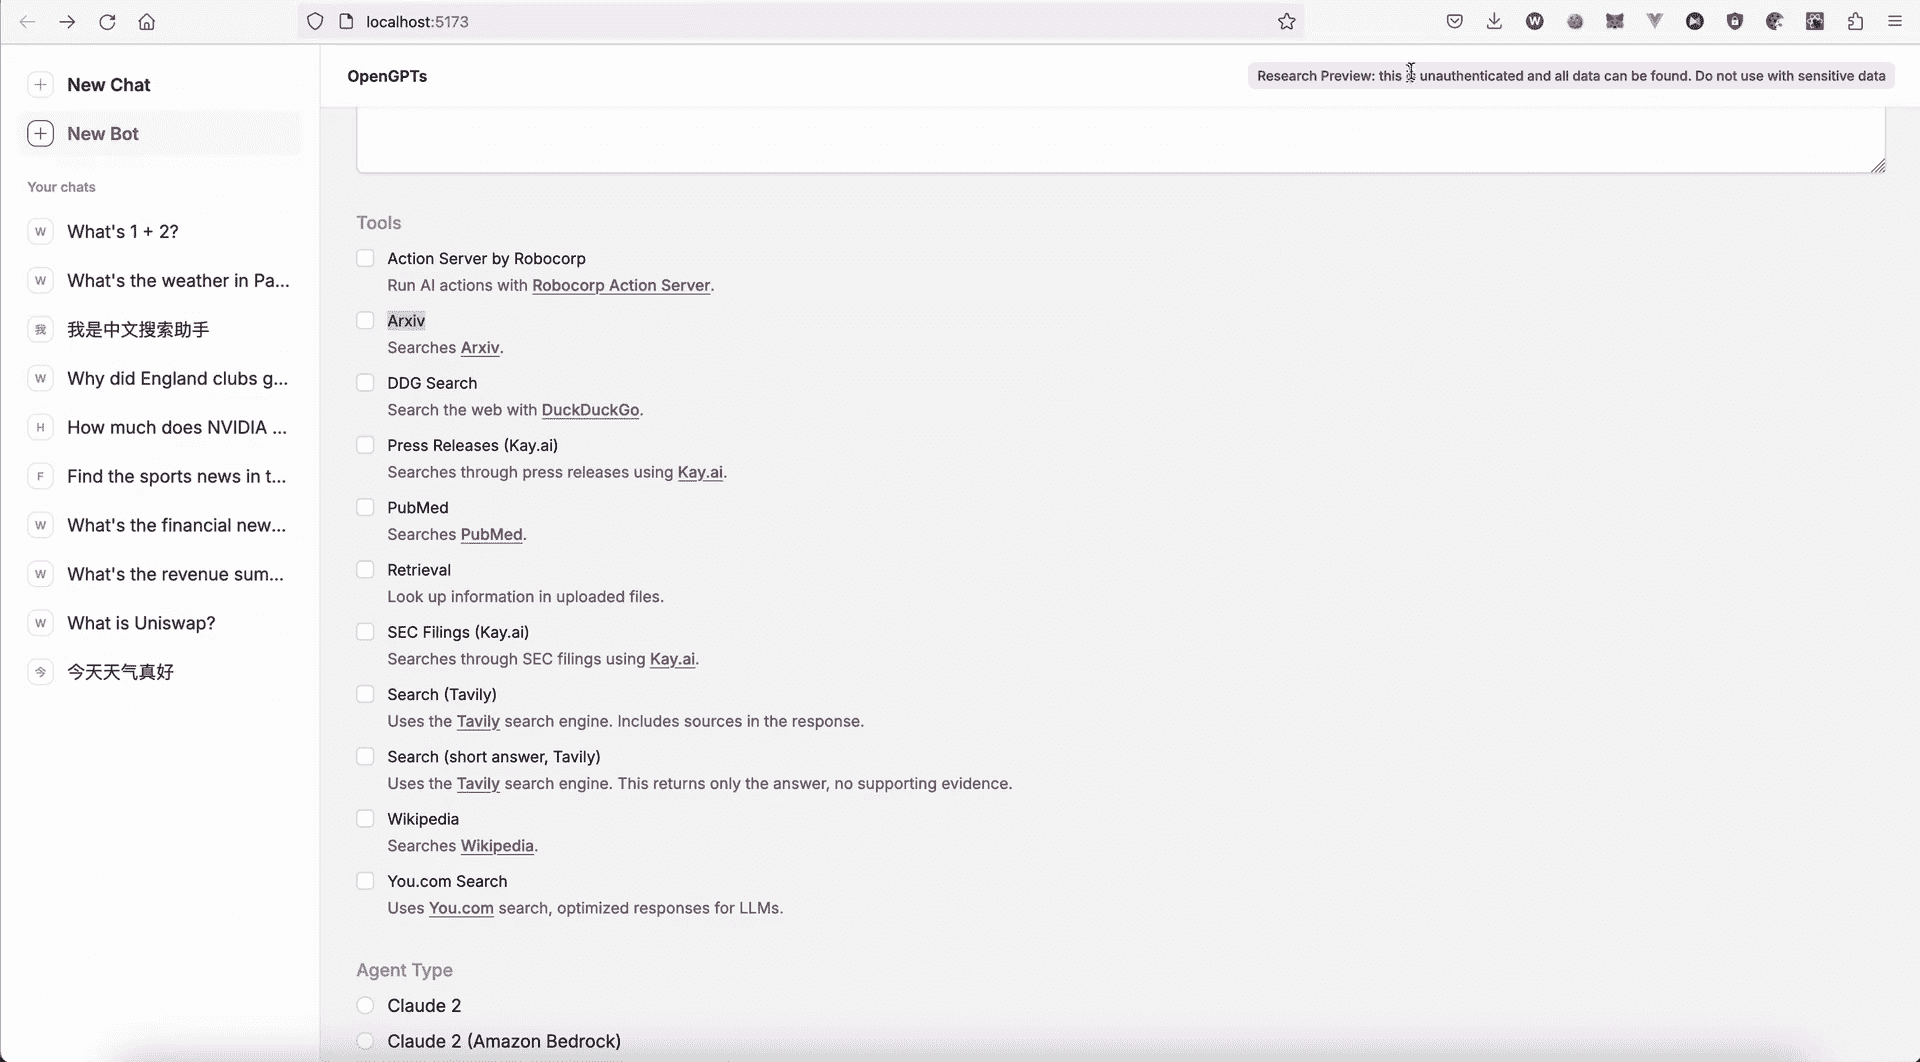 localhost:5173
W
New Chat
New Bot
Your chats
W What's 1 + 2?
W What's the weather in Pa...
我 我是中文搜索助手
W Why did England clubs g...
H How much does NVIDIA ...
F Find the sports news in t...
W What's the financial new...
W What's the revenue sum...
W What is Uniswap?
今 今天天气真好
OpenGPTs
Research Preview: this is unauthenticated and all data can be found. Do not use with sensitive data
Tools
Action Server by Robocorp
Run AI actions with Robocorp Action Server.
Arxiv
Searches Arxiv.
DDG Search
Search the web with DuckDuckGo.
Press Releases (Kay.ai)
Searches through press releases using Kay.ai.
PubMed
Searches PubMed.
Retrieval
Look up information in uploaded files.
SEC Filings (Kay.ai)
Searches through SEC filings using Kay.ai.
Search (Tavily)
Uses the Tavily search engine. Includes sources in the response.
Search (short answer, Tavily)
Uses the Tavily search engine. This returns only the answer, no supporting evidence.
Wikipedia
Searches Wikipedia.
You.com Search
Uses You.com search, optimized responses for LLMs.
Agent Type
Claude 2
Claude 2 (Amazon Bedrock)